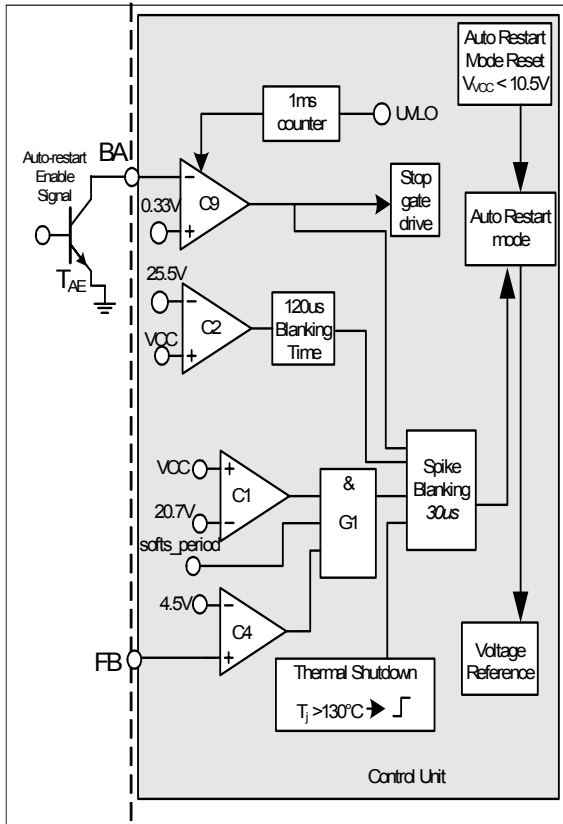 Auto Restart
Mode Reset
VVCC < 10.5V
1ms
counter
UVLO
BA
Auto-restart
Enable
Signal
TAE
−
C9
0.33V
+
Stop
gate
drive
Auto Restart
mode
25.5V
−
C2
VCC
+
120us
Blanking
Time
VCC
+
C1
20.7V
−
softs_period
&
G1
Spike
Blanking
30us
4.5V
−
C4
FB
+
Thermal Shutdown
Tj >130°C
Voltage
Reference
Control Unit